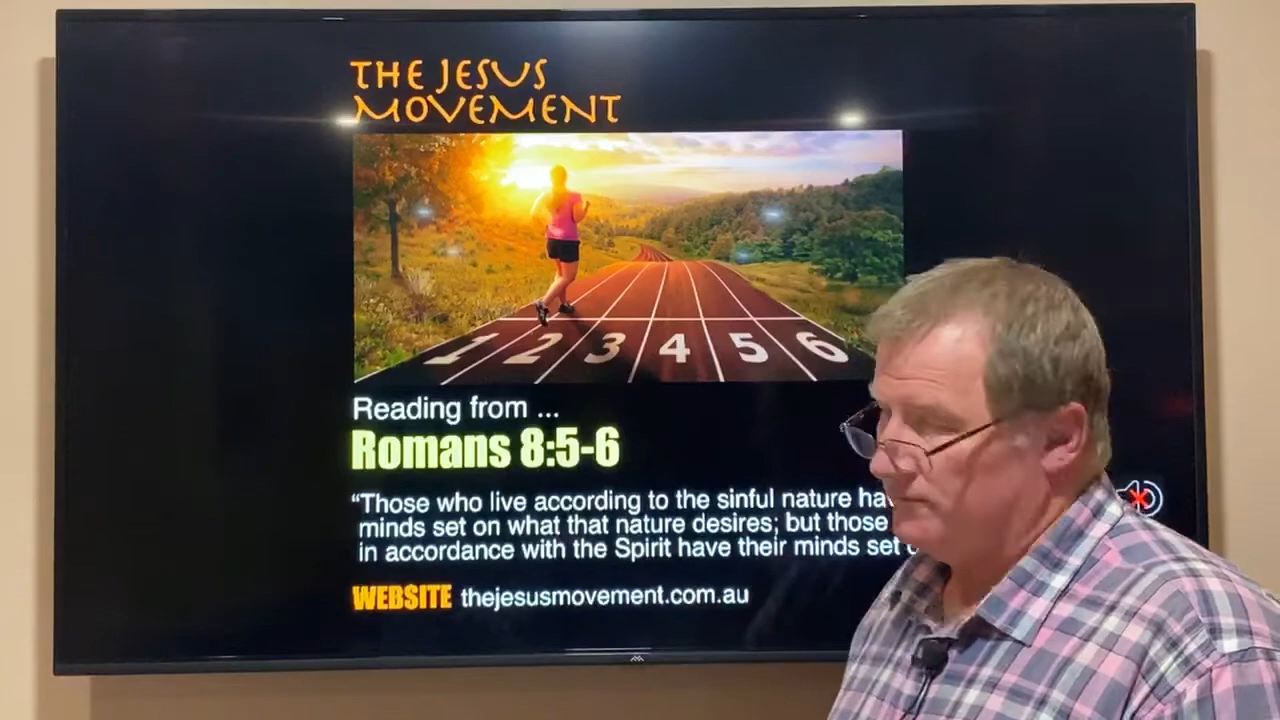 THE JESUS
MOVEMENT
1 2 3 4 5 6
Reading from ...
Romans 8:5-6
“Those who live according to the sinful nature
minds set on what that nature desires; but those
in accordance with the Spirit have their minds set
WEBSITE thejesusmovement.com.au